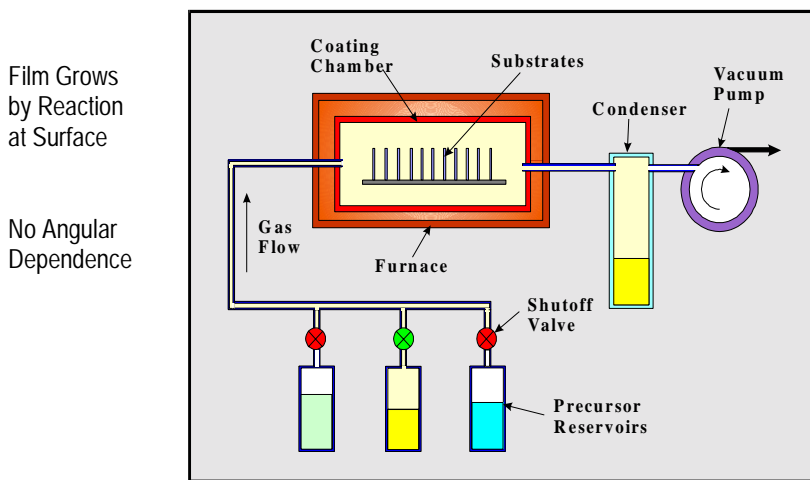 Film Grows
by Reaction
at Surface
No Angular
Dependence
Coating
Chamber
Substrates
Condenser
Vacuum
Pump
Gas
Flow
Furnace
Shutoff
Valve
Precursor
Reservoirs